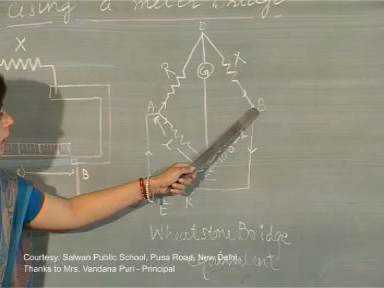 using a meter bridge
X
D
R
G
X
A
B
Y
B
E K
Wheatstone Bridge
equivalent
Courtesy: Salwan Public School, Pusa Road, New Delhi
Thanks to Mrs. Vandana Puri - Principal